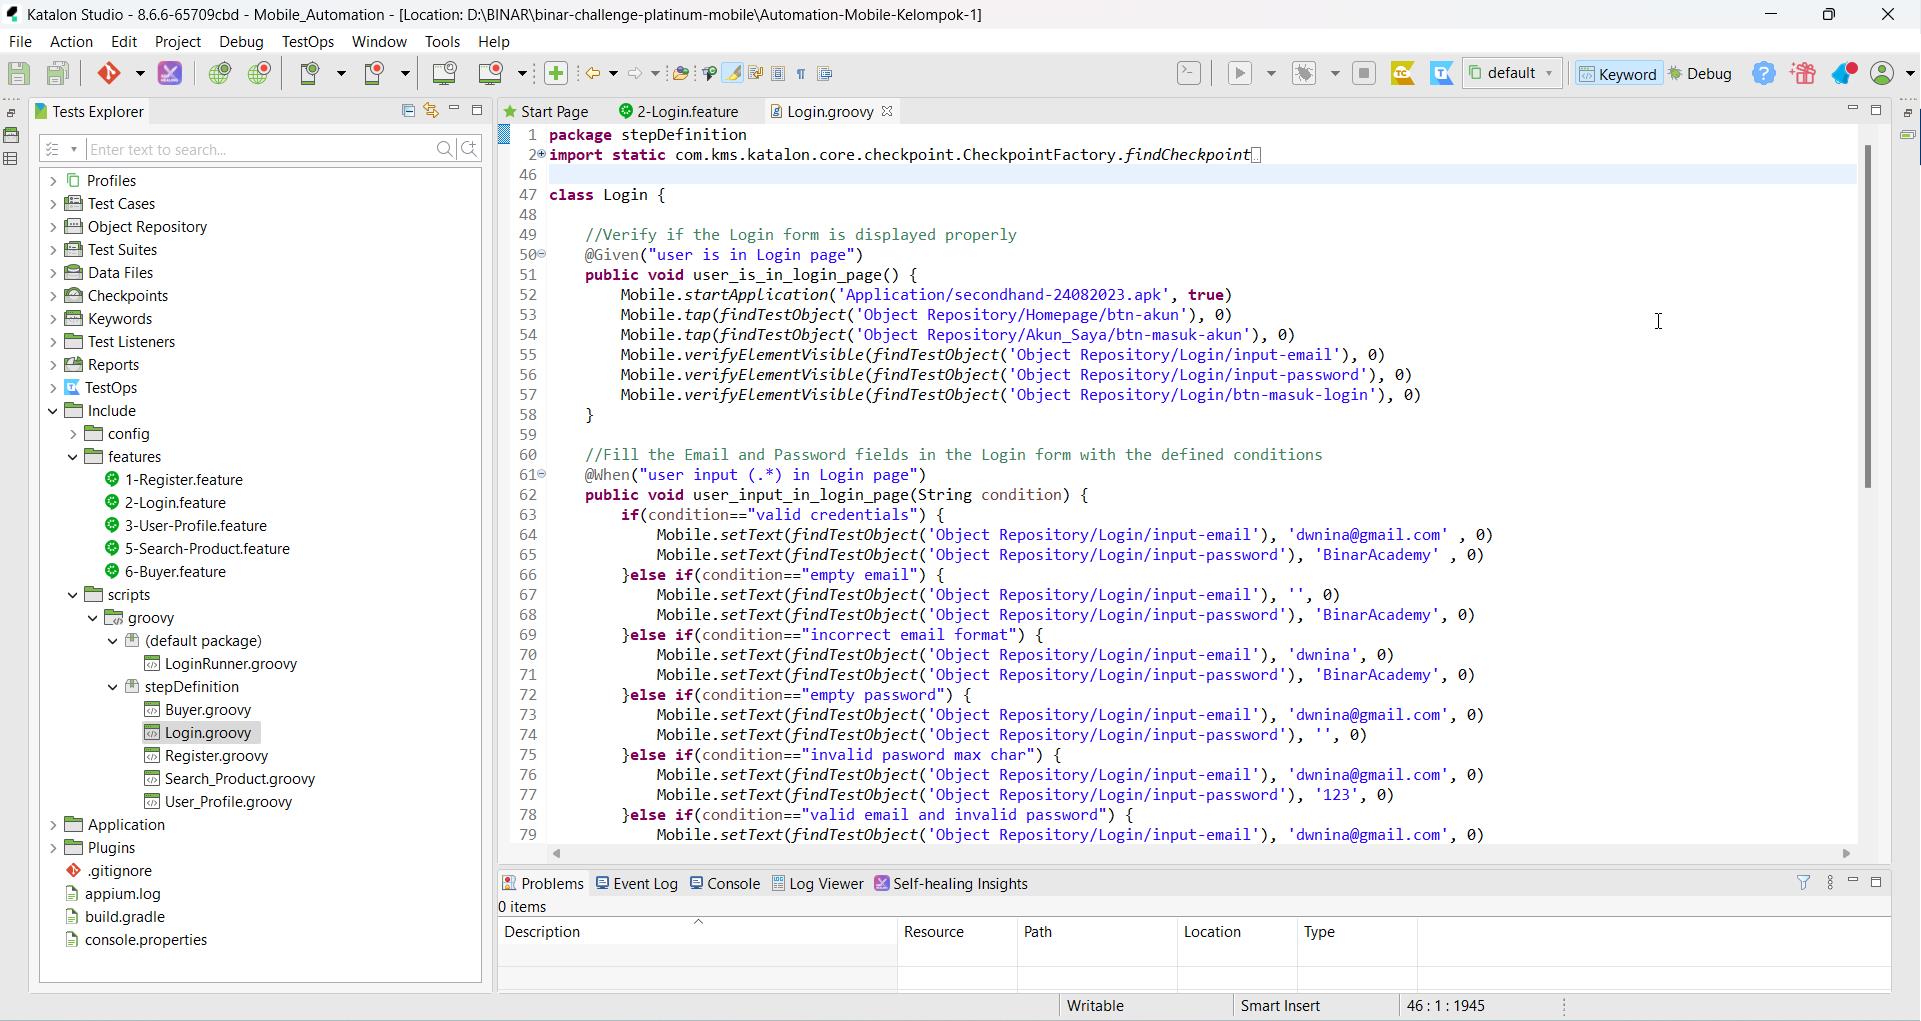 Katalon Studio - 8.6.6-65709cbd - Mobile_Automation - [Location: D:\BINAR\binar-challenge-platinum-mobile\Automation-Mobile-Kelompok-1]
File Action Edit Project Debug TestOps Window Tools Help
default Keyword Debug
Tests Explorer
Enter text to search...
Profiles
Test Cases
Object Repository
Test Suites
Data Files
Checkpoints
Keywords
Test Listeners
Reports
TestOps
Include
config
features
1-Register.feature
2-Login.feature
3-User-Profile.feature
5-Search-Product.feature
6-Buyer.feature
scripts
groovy
(default package)
LoginRunner.groovy
stepDefinition
Buyer.groovy
Login.groovy
Register.groovy
Search_Product.groovy
User_Profile.groovy
Application
Plugins
.gitignore
appium.log
build.gradle
console.properties
Start Page 2-Login.feature Login.groovy
1 package stepDefinition
2 import static com.kms.katalon.core.checkpoint.CheckpointFactory.findCheckpoint
46
47 class Login {
48
49 //Verify if the Login form is displayed properly
50 @Given("user is in Login page")
51 public void user_is_in_login_page() {
52 Mobile.startApplication('Application/secondhand-24082023.apk', true)
53 Mobile.tap(findTestObject('Object Repository/Homepage/btn-akun'), 0)
54 Mobile.tap(findTestObject('Object Repository/Akun_Saya/btn-masuk-akun'), 0)
55 Mobile.verifyElementVisible(findTestObject('Object Repository/Login/input-email'), 0)
56 Mobile.verifyElementVisible(findTestObject('Object Repository/Login/input-password'), 0)
57 Mobile.verifyElementVisible(findTestObject('Object Repository/Login/btn-masuk-login'), 0)
58 }
59
60 //Fill the Email and Password fields in the Login form with the defined conditions
61 @When("user input (.*) in Login page")
62 public void user_input_in_login_page(String condition) {
63 if(condition=="valid credentials") {
64 Mobile.setText(findTestObject('Object Repository/Login/input-email'), 'dwnina@gmail.com' , 0)
65 Mobile.setText(findTestObject('Object Repository/Login/input-password'), 'BinarAcademy' , 0)
66 }else if(condition=="empty email") {
67 Mobile.setText(findTestObject('Object Repository/Login/input-email'), '', 0)
68 Mobile.setText(findTestObject('Object Repository/Login/input-password'), 'BinarAcademy', 0)
69 }else if(condition=="incorrect email format") {
70 Mobile.setText(findTestObject('Object Repository/Login/input-email'), 'dwnina', 0)
71 Mobile.setText(findTestObject('Object Repository/Login/input-password'), 'BinarAcademy', 0)
72 }else if(condition=="empty password") {
73 Mobile.setText(findTestObject('Object Repository/Login/input-email'), 'dwnina@gmail.com', 0)
74 Mobile.setText(findTestObject('Object Repository/Login/input-password'), '', 0)
75 }else if(condition=="invalid pasword max char") {
76 Mobile.setText(findTestObject('Object Repository/Login/input-email'), 'dwnina@gmail.com', 0)
77 Mobile.setText(findTestObject('Object Repository/Login/input-password'), '123', 0)
78 }else if(condition=="valid email and invalid password") {
79 Mobile.setText(findTestObject('Object Repository/Login/input-email'), 'dwnina@gmail.com', 0)
Problems Event Log Console Log Viewer Self-healing Insights
0 items
Description Resource Path Location Type
Writable Smart Insert 46 : 1 : 1945